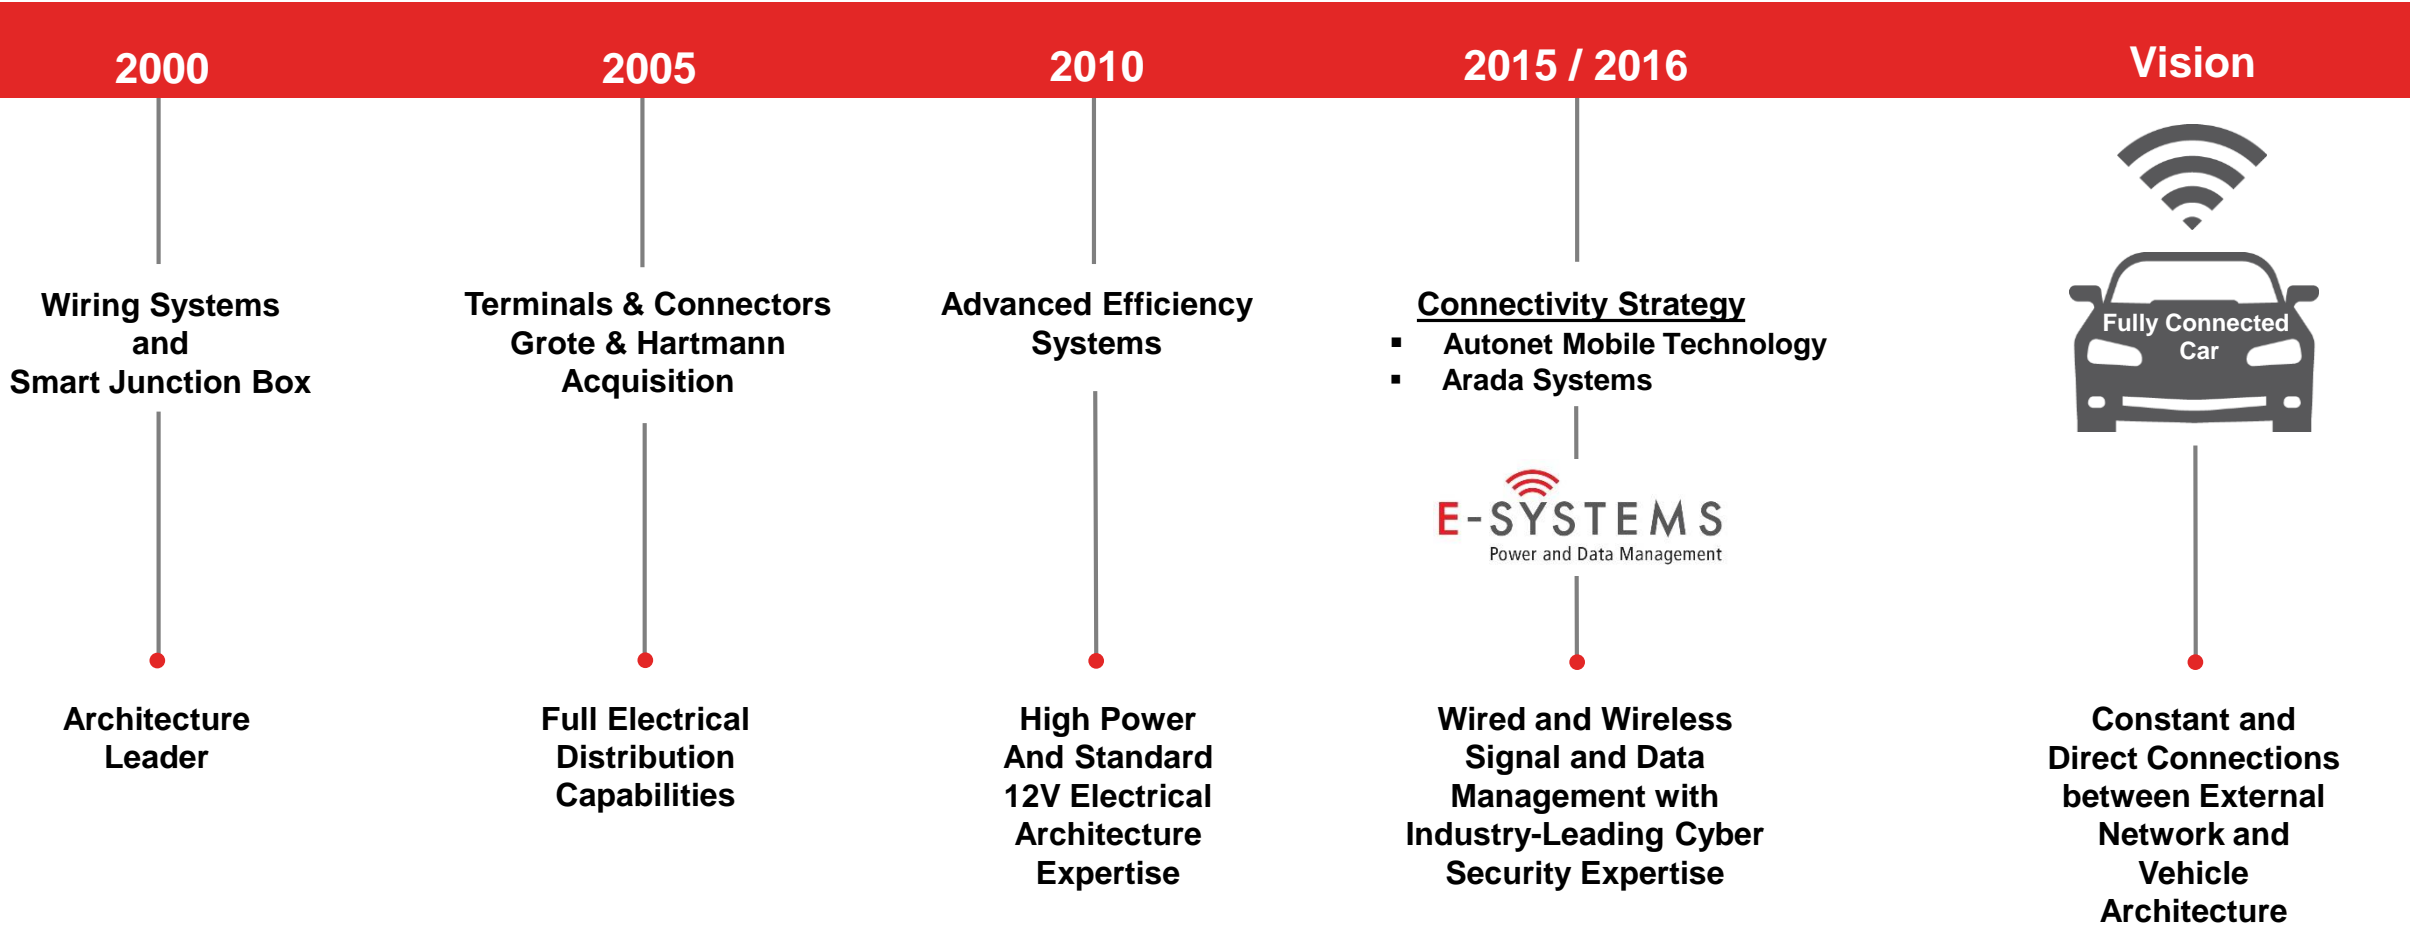 2000
2005
2010
2015 / 2016
Vision
Wiring Systems
and
Smart Junction Box
Architecture
Leader
Terminals & Connectors
Grote & Hartmann
Acquisition
Full Electrical
Distribution
Capabilities
Advanced Efficiency
Systems
High Power
And Standard
12V Electrical
Architecture
Expertise
Connectivity Strategy
▪ Autonet Mobile Technology
▪ Arada Systems
E-SYSTEMS
Power and Data Management
Wired and Wireless
Signal and Data
Management with
Industry-Leading Cyber
Security Expertise
Fully Connected
Car
Constant and
Direct Connections
between External
Network and
Vehicle
Architecture